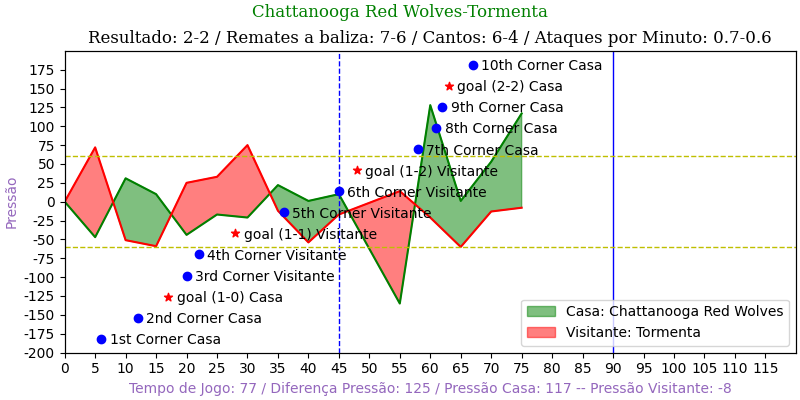 Chattanooga Red Wolves-Tormenta
Resultado: 2-2 / Remates a baliza: 7-6 / Cantos: 6-4 / Ataques por Minuto: 0.7-0.6
Pressão
175
150
125
100
75
50
25
0
-25
-50
-75
-100
-125
-150
-175
-200
10th Corner Casa
goal (2-2) Casa
9th Corner Casa
8th Corner Casa
7th Corner Casa
goal (1-2) Visitante
6th Corner Visitante
5th Corner Visitante
goal (1-1) Visitante
4th Corner Visitante
3rd Corner Visitante
goal (1-0) Casa
2nd Corner Casa
1st Corner Casa
Casa: Chattanooga Red Wolves
Visitante: Tormenta
0 5 10 15 20 25 30 35 40 45 50 55 60 65 70 75 80 85 90 95 100 105 110 115
Tempo de Jogo: 77 / Diferença Pressão: 125 / Pressão Casa: 117 -- Pressão Visitante: -8